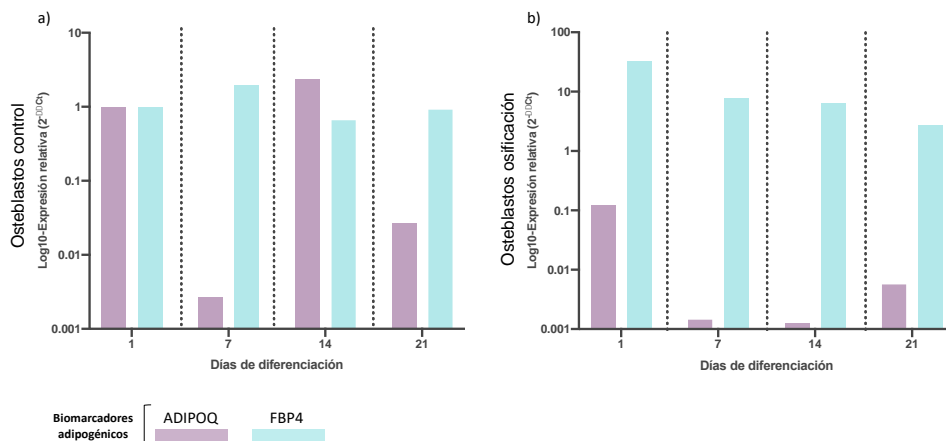 a)
Osteblastos control
Log10-Expresión relativa (2-□□Ct)
10
1
0.1
0.01
0.001
1
7
14
21
Días de diferenciación
b)
Osteblastos osificación
Log10-Expresión relativa (2-□□Ct)
100
10
1
0.1
0.01
0.001
1
7
14
21
Días de diferenciación
Biomarcadores
adipogénicos
ADIPOQ
FBP4